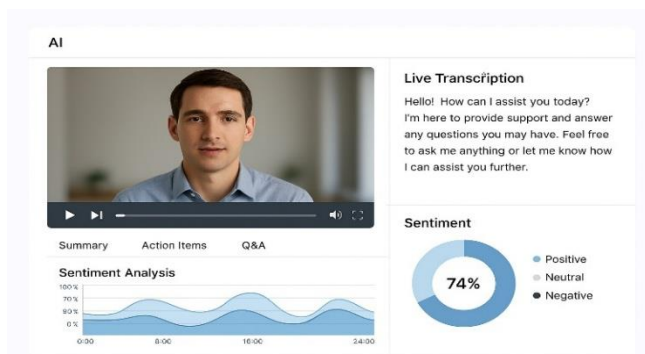 AI
Live Transcription
Hello! How can I assist you today?
I'm here to provide support and answer
any questions you may have. Feel free
to ask me anything or let me know how
I can assist you further.
Summary Action Items Q&A
Sentiment Analysis
100%
70%
80%
0%
0:00 8:00 16:00 24:00
Sentiment
74%
Positive
Neutral
Negative